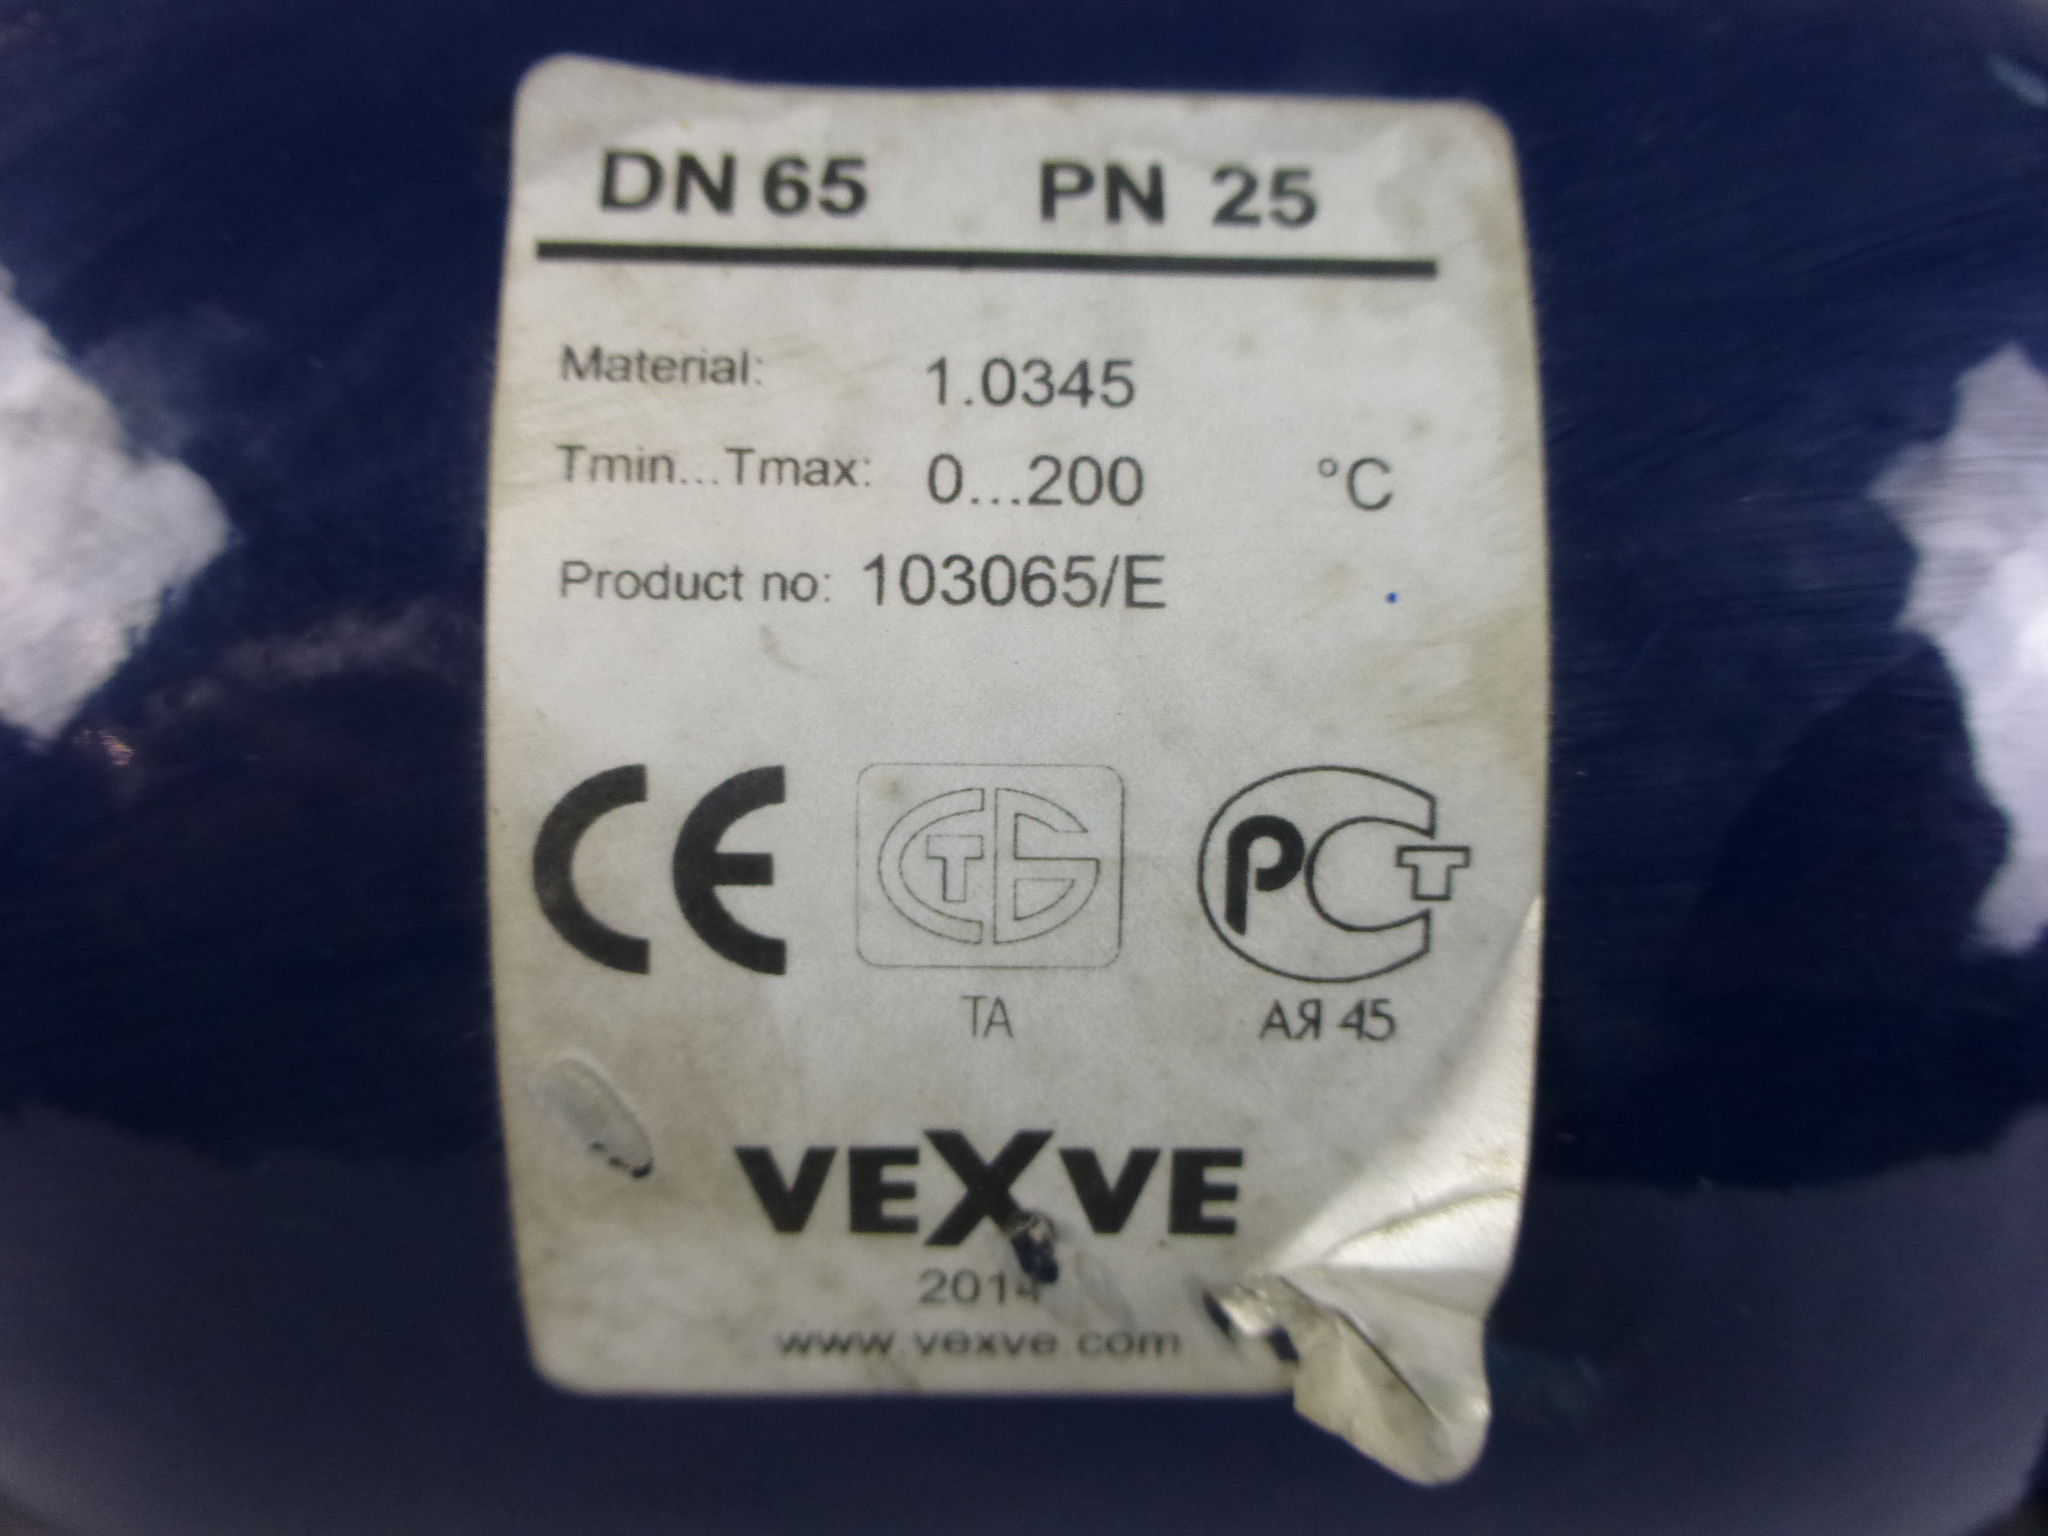 DN 65 PN 25
Material: 1.0345
Tmin...Tmax: 0...200 °C
Product no: 103065/E
CE СТБ РСТ
TA АЯ 45
VEXVE
2014
www.vexve.com